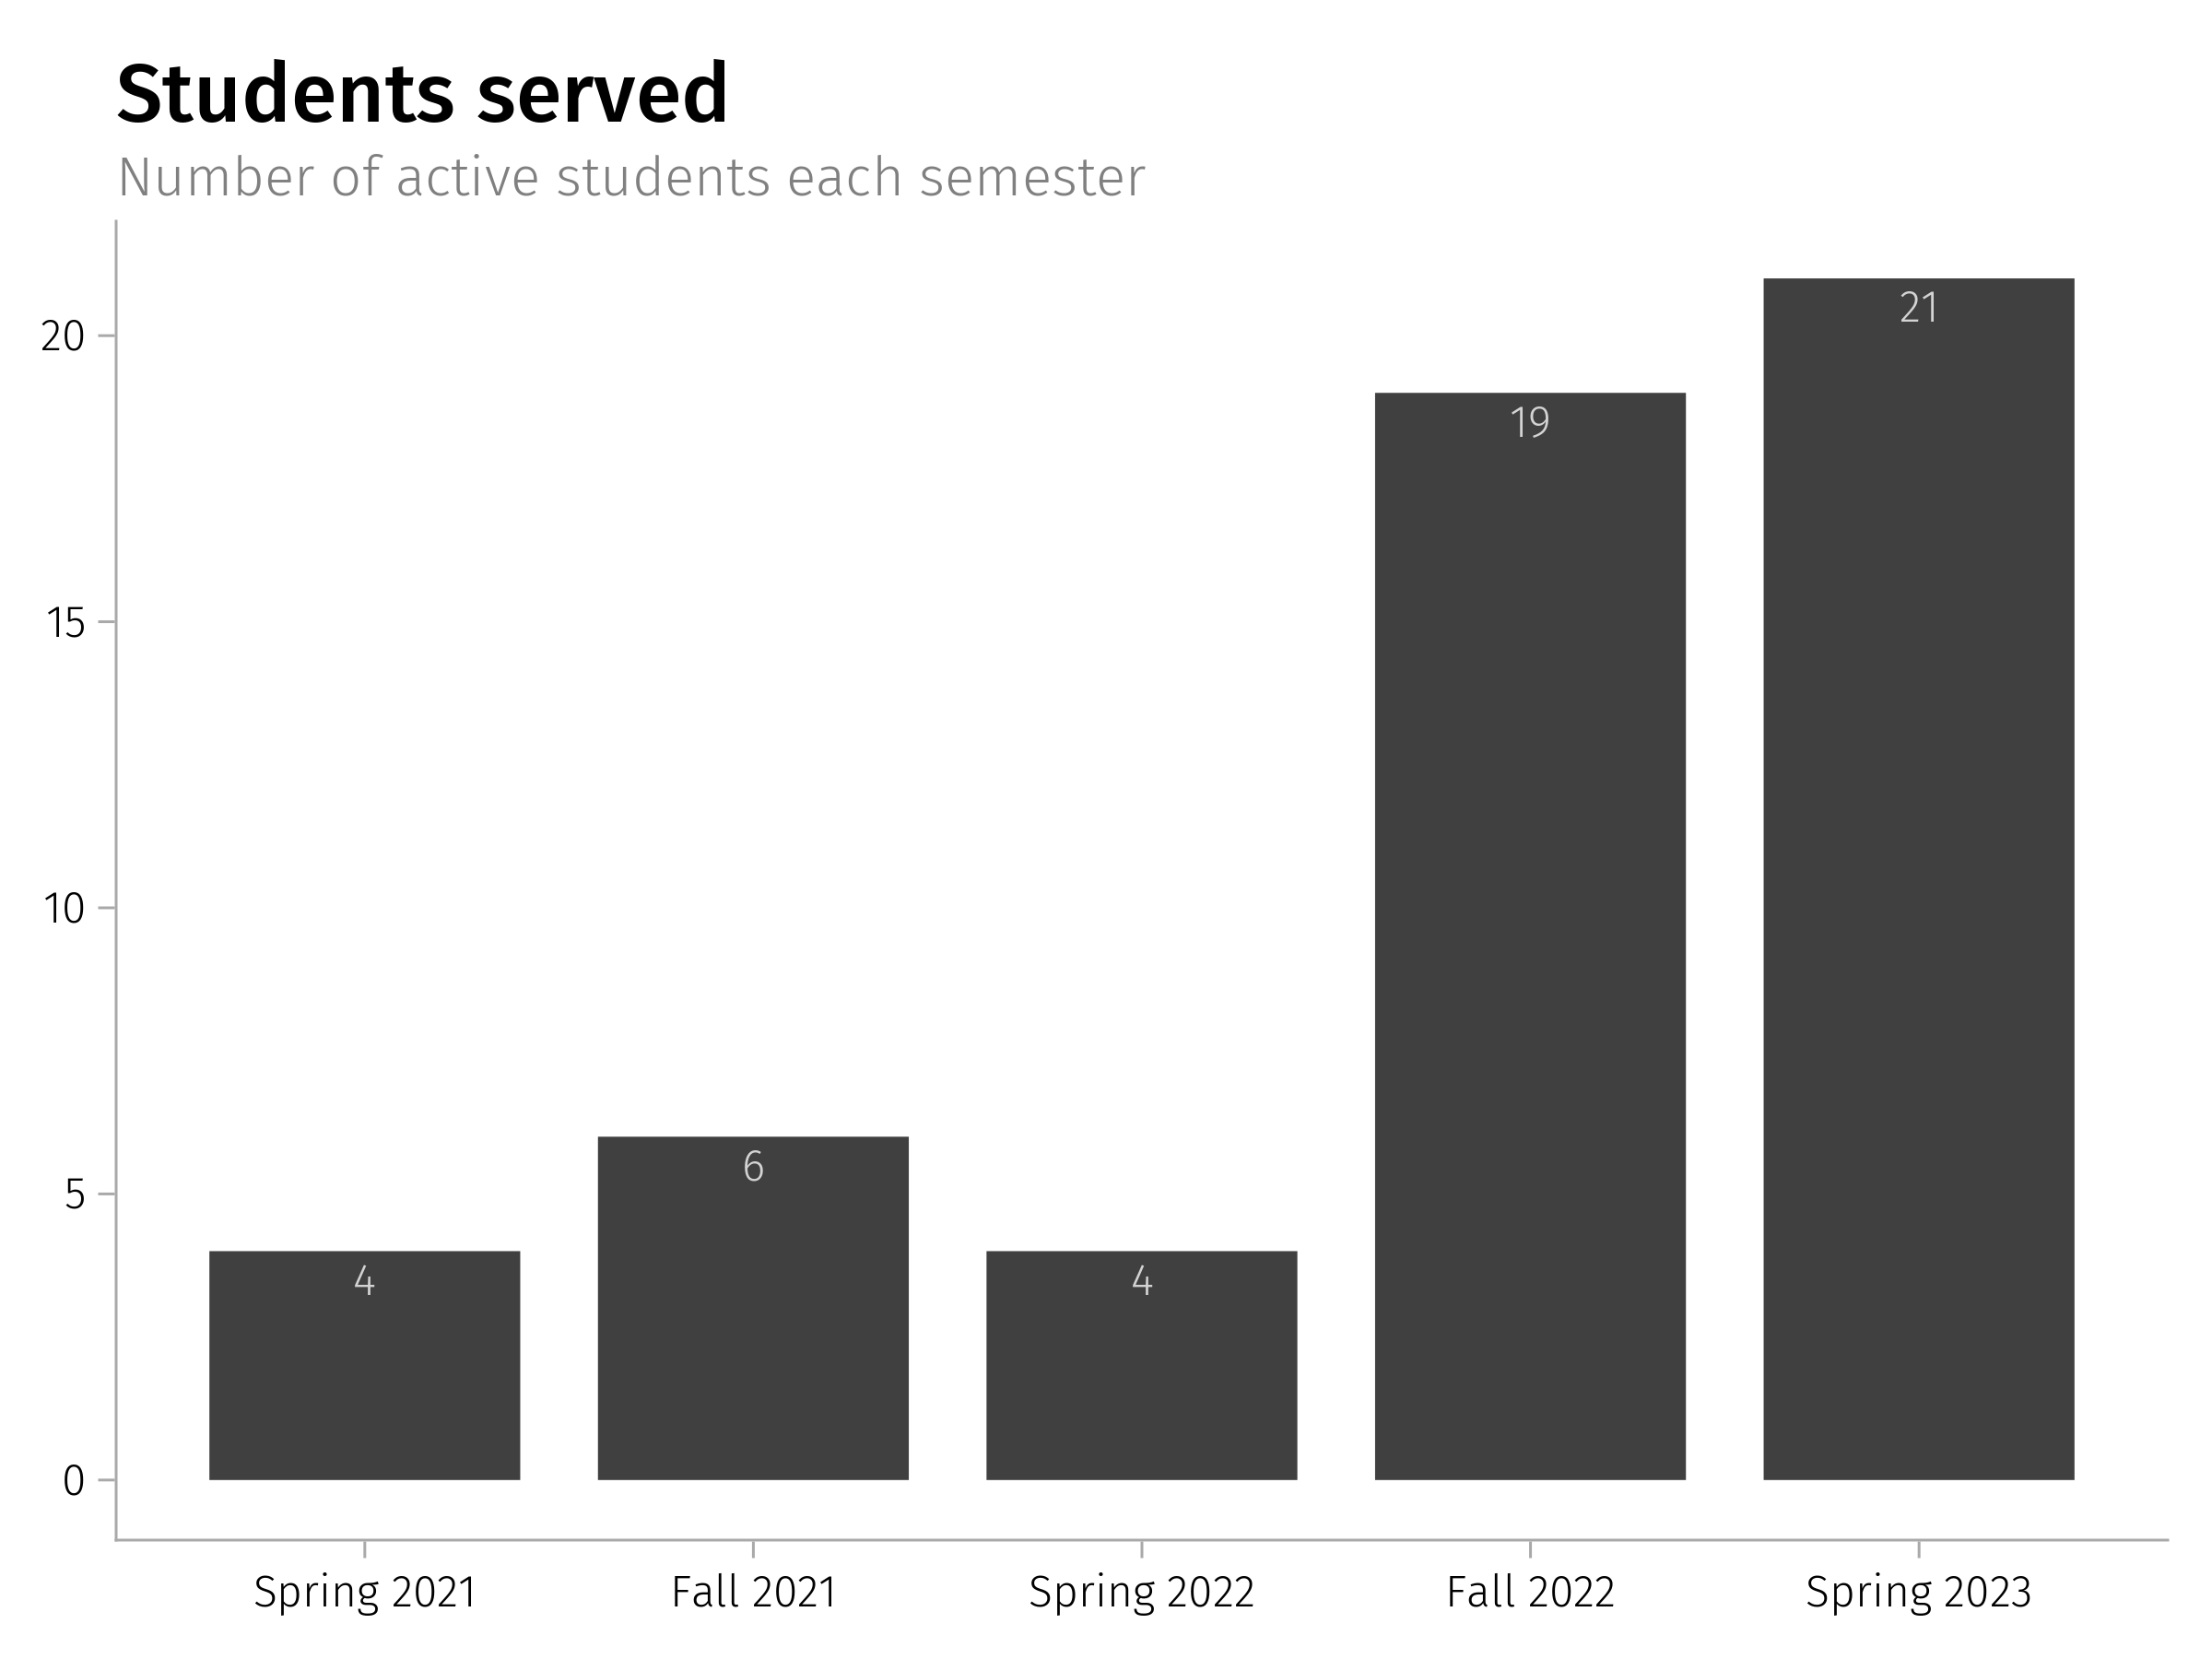 Students served
Number of active students each semester
20
15
10
5
0
4
6
4
19
21
Spring 2021
Fall 2021
Spring 2022
Fall 2022
Spring 2023